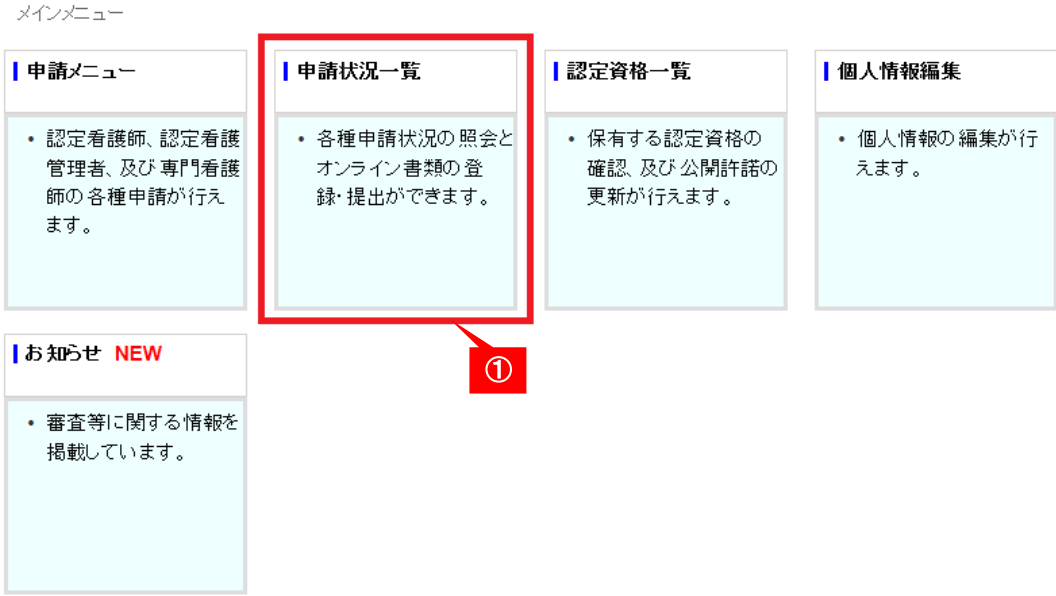 メインメニュー
申請メニュー
・認定看護師、認定看護
管理者、及び専門看護
師の各種申請が行え
ます。
申請状況一覧
・各種申請状況の照会と
オンライン書類の登
録・提出ができます。
認定資格一覧
・保有する認定資格の
確認、及び公開許諾の
更新が行えます。
個人情報編集
・個人情報の編集が行
えます。
①
お知らせ NEW
・審査等に関する情報を
掲載しています。